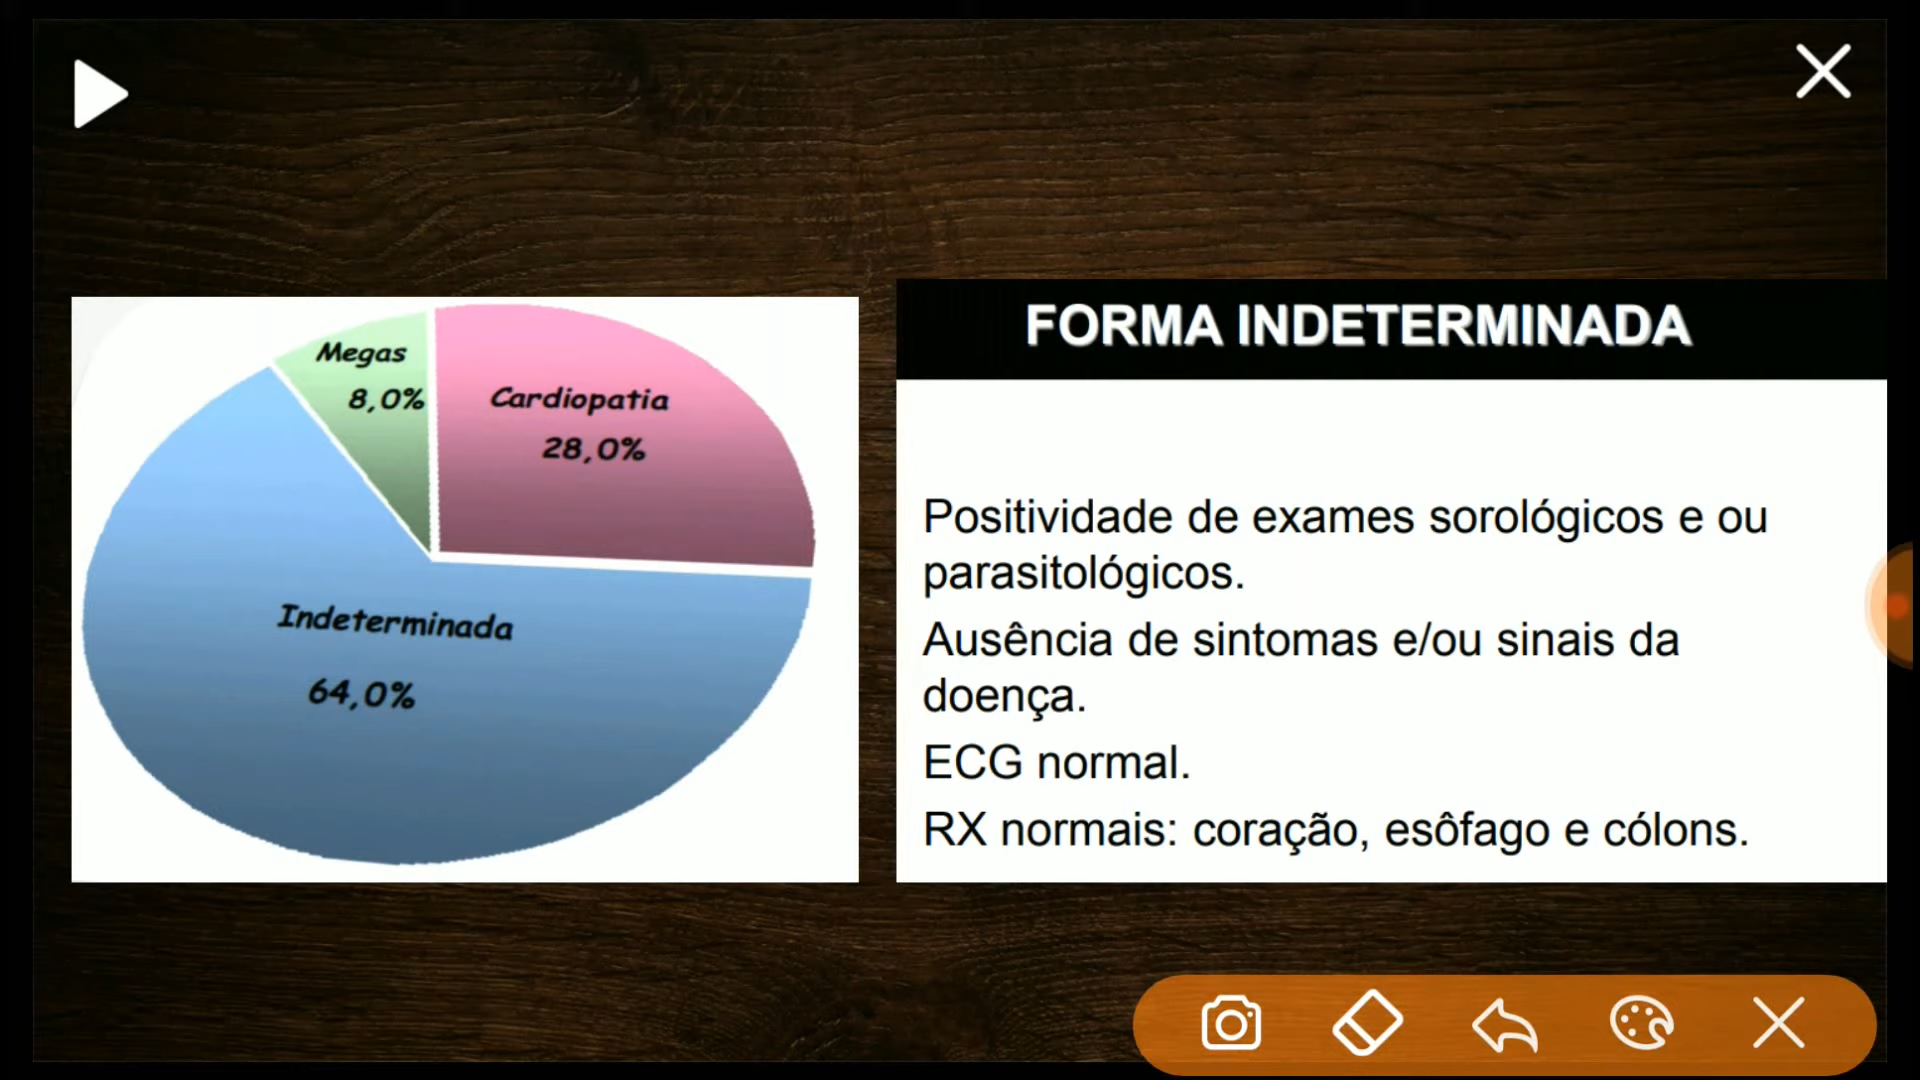 Megas
8,0%
Cardiopatia
28,0%
Indeterminada
64,0%
FORMA INDETERMINADA
Positividade de exames sorológicos e ou
parasitológicos.
Ausência de sintomas e/ou sinais da
doença.
ECG normal.
RX normais: coração, esôfago e cólons.